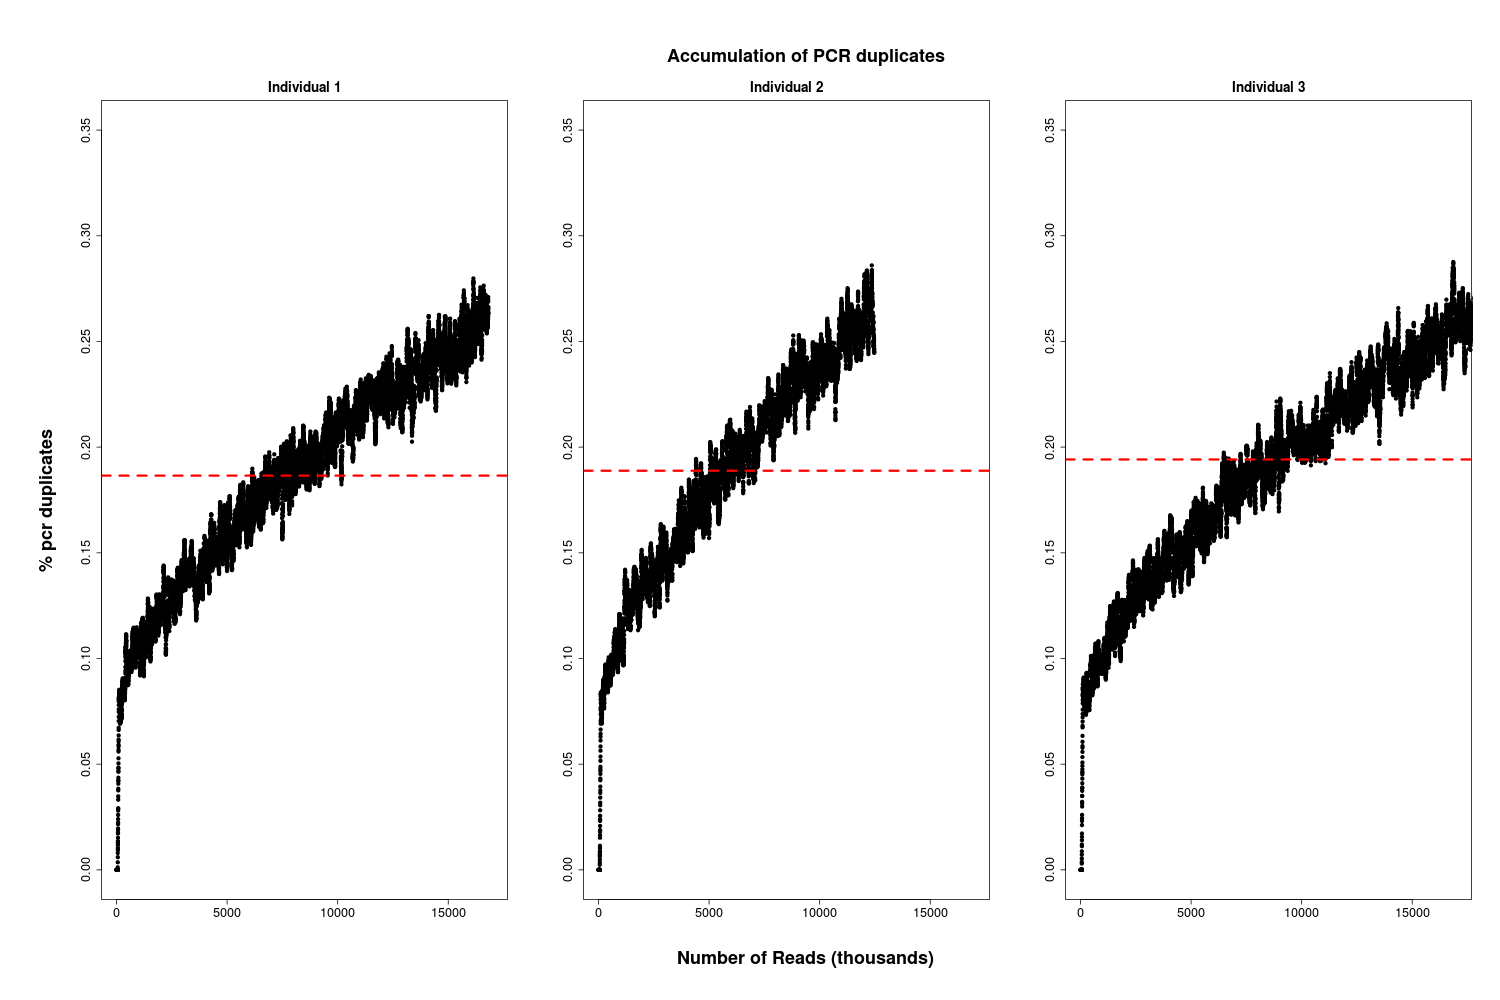 Accumulation of PCR duplicates
Individual 1
Individual 2
Individual 3
% pcr duplicates
0.35
0.30
0.25
0.20
0.15
0.10
0.05
0.00
0.35
0.30
0.25
0.20
0.15
0.10
0.05
0.00
0.35
0.30
0.25
0.20
0.15
0.10
0.05
0.00
0 5000 10000 15000
0 5000 10000 15000
0 5000 10000 15000
Number of Reads (thousands)